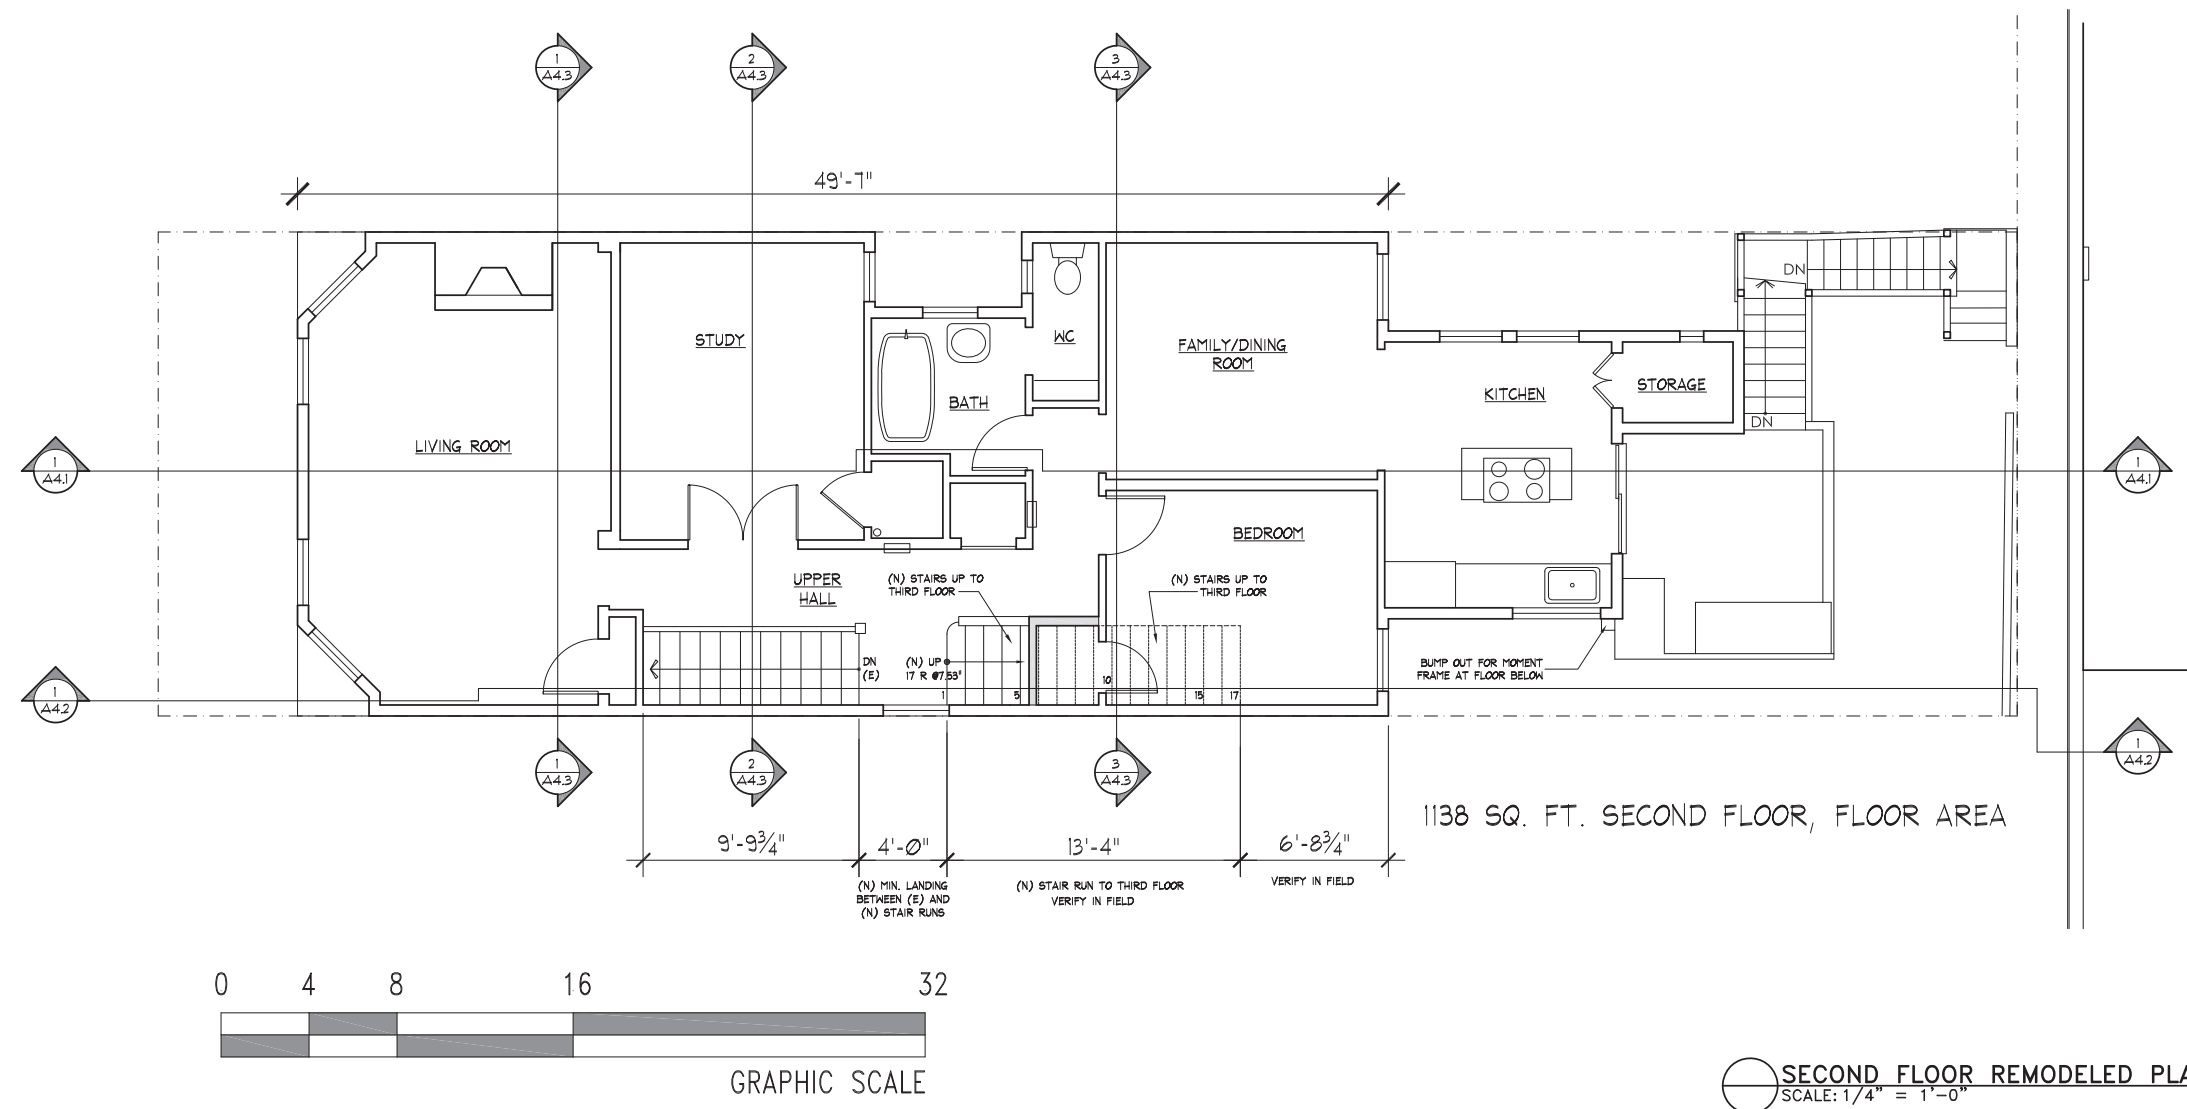 1
A4.3
2
A4.3
3
A4.3
49'-7"
DN
STUDY
WC
FAMILY/DINING
ROOM
BATH
KITCHEN
STORAGE
DN
LIVING ROOM
1
A4.1
1
A4.1
BEDROOM
UPPER
HALL
(N) STAIRS UP TO
THIRD FLOOR
(N) STAIRS UP TO
THIRD FLOOR
DN
(E)
(N) UP
17 R @7.53"
1
5
10
15
17
BUMP OUT FOR MOMENT
FRAME AT FLOOR BELOW
1
A4.2
1
A4.2
1
A4.3
2
A4.3
3
A4.3
1138 SQ. FT. SECOND FLOOR, FLOOR AREA
9'-9¾"
4'-0"
13'-4"
6'-8¾"
(N) MIN. LANDING
BETWEEN (E) AND
(N) STAIR RUNS
(N) STAIR RUN TO THIRD FLOOR
VERIFY IN FIELD
VERIFY IN FIELD
0 4 8 16 32
GRAPHIC SCALE
SECOND FLOOR REMODELED PLA
SCALE: 1/4" = 1'-0"